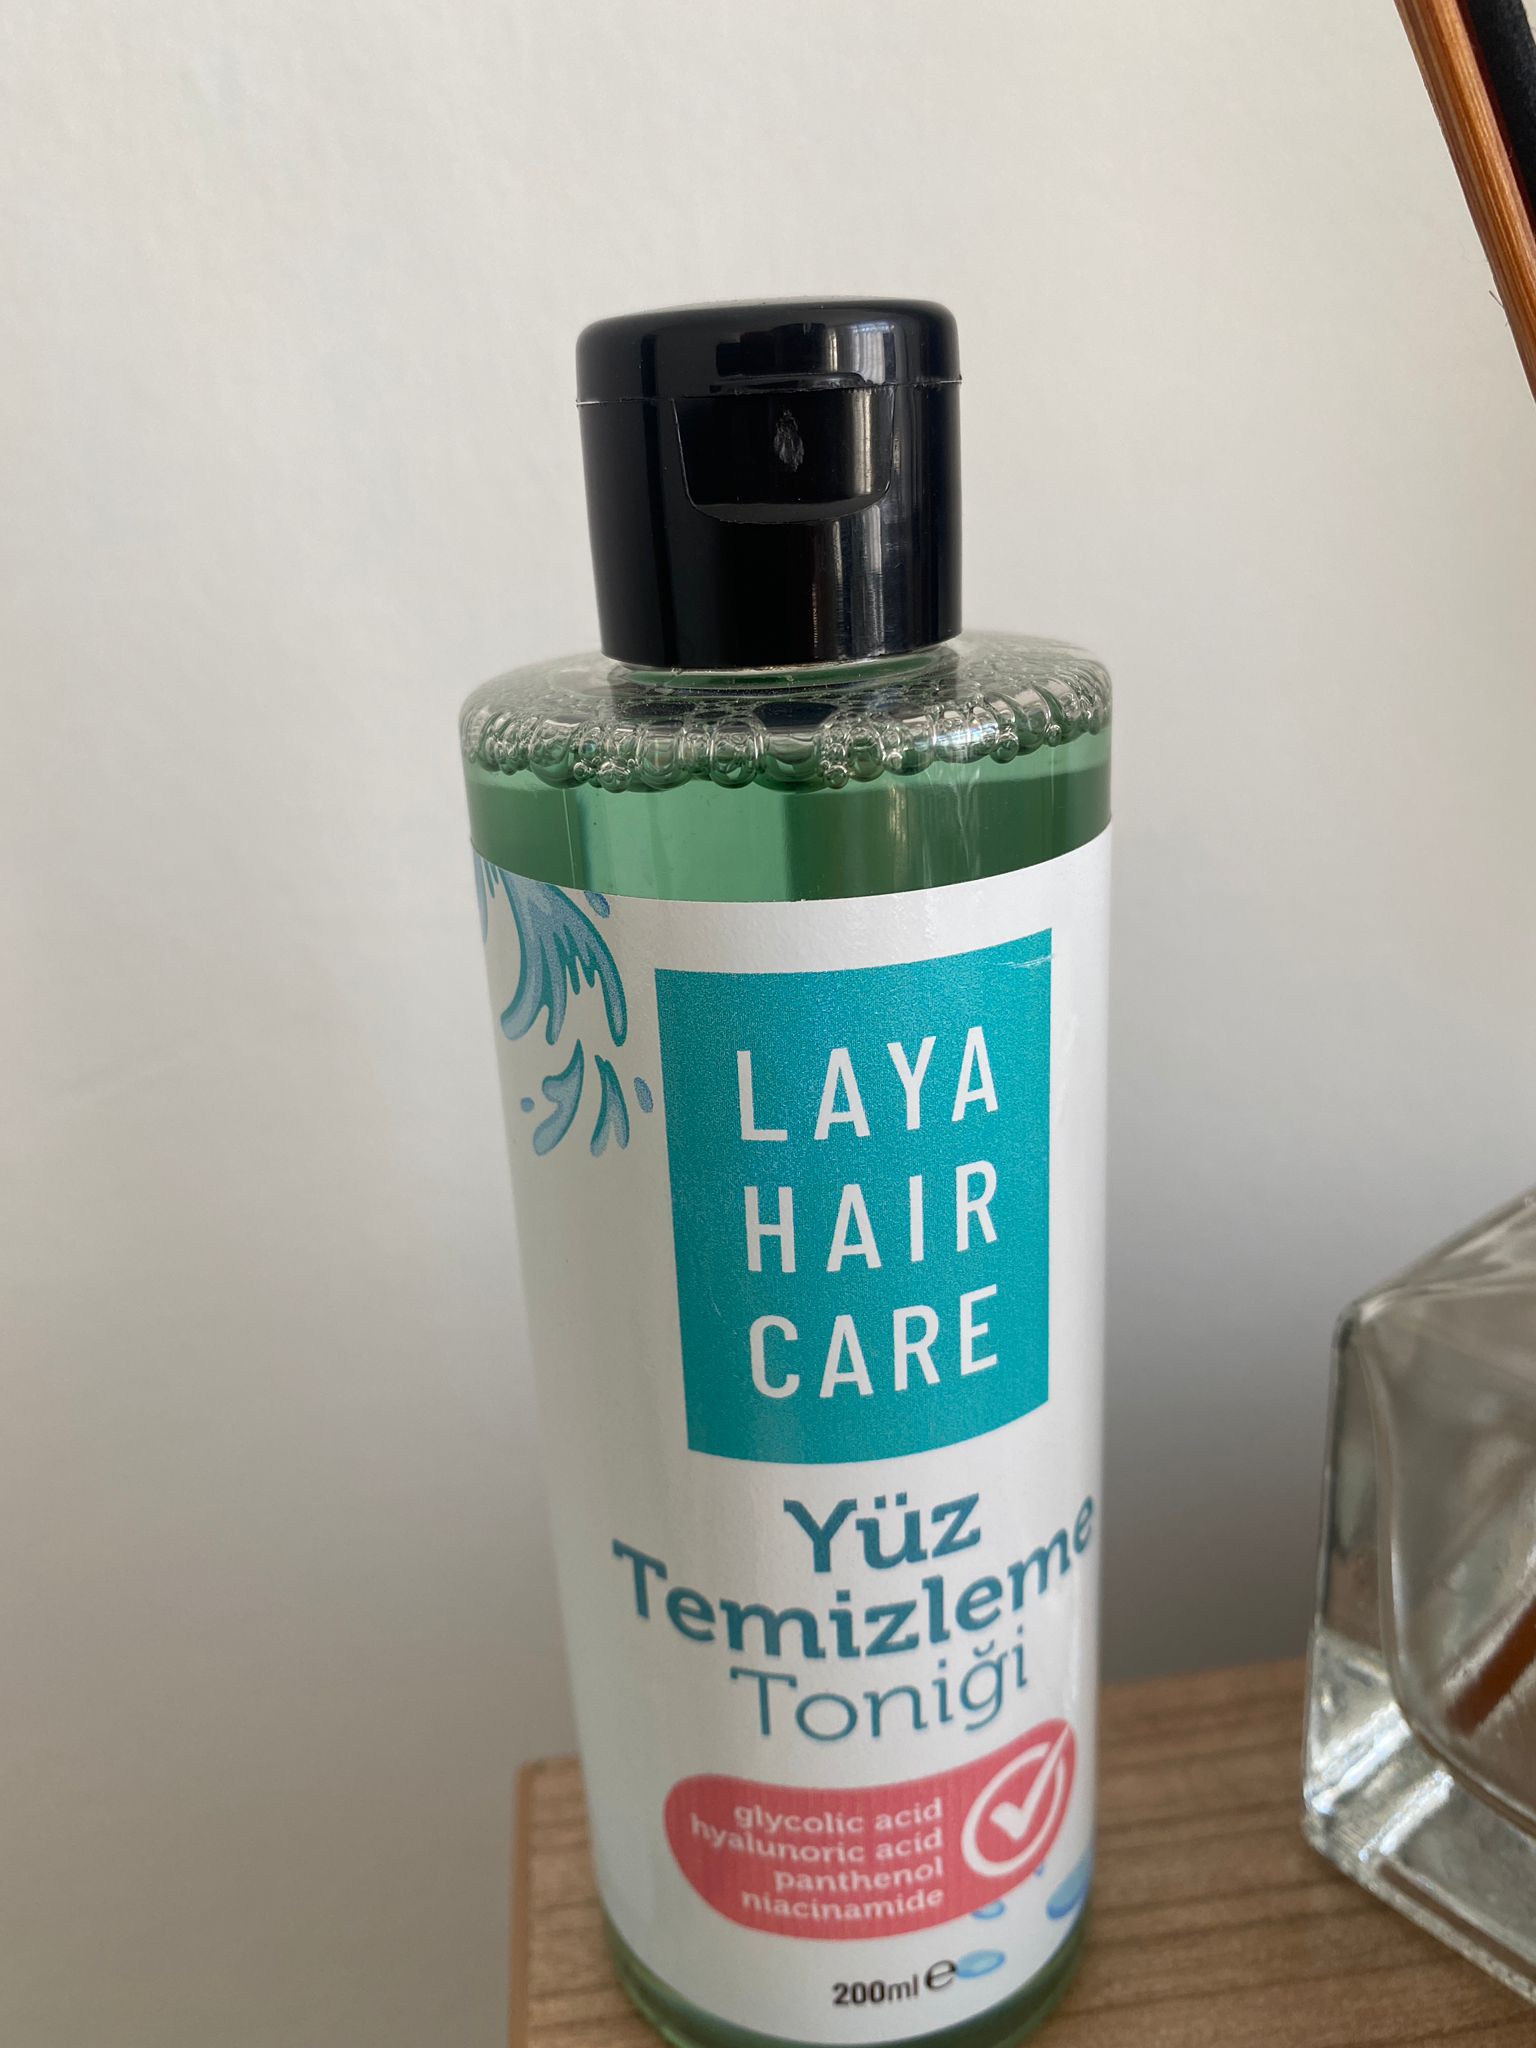 LAYA
HAIR
CARE
Yüz
Temizleme
Toniği
glycolic acid
hyalunoric acid
panthenol
niacinamide
200ml ℮